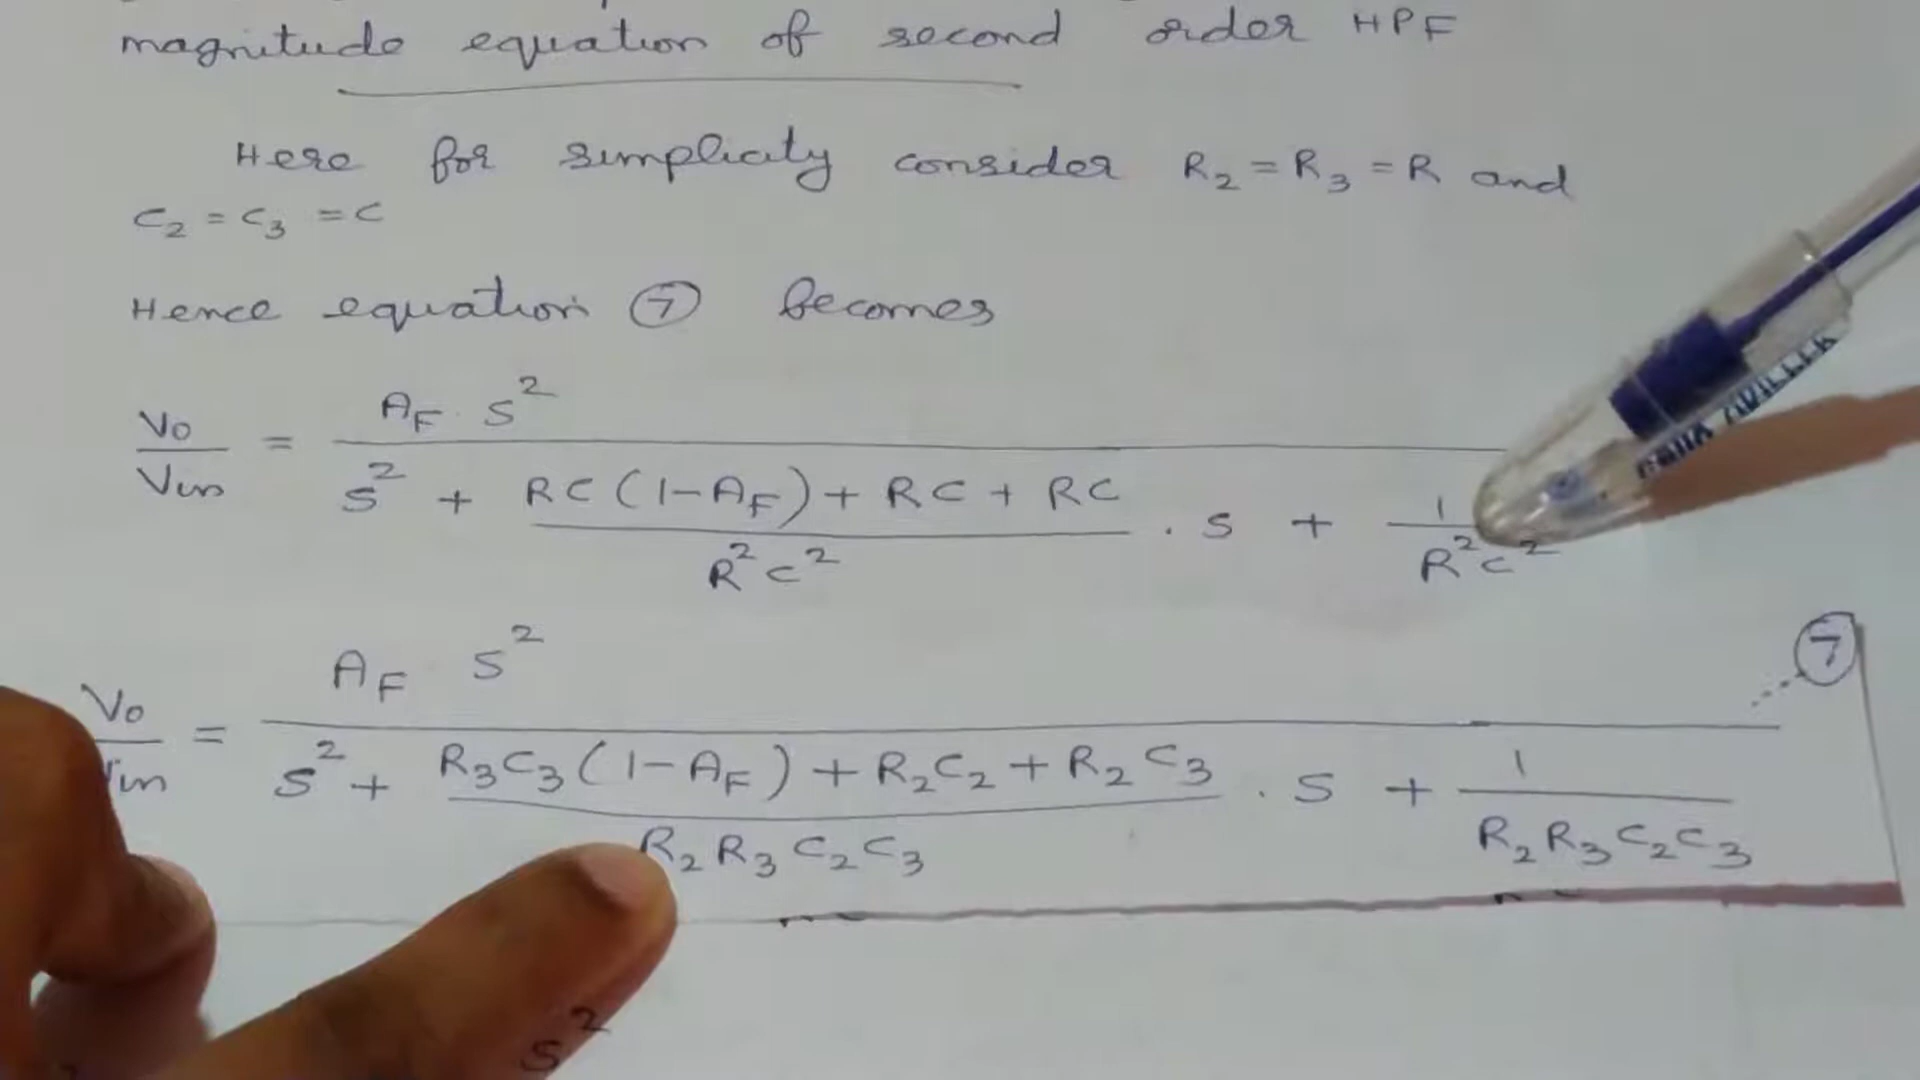 magnitude equation of second order HPF
Here for simplicity consider R₂ = R₃ = R and
C₂ = C₃ = C
Hence equation ⑦ becomes
Vo/Vin = AF · S² / (S² + (RC(1-AF) + RC + RC)/(R²C²) · S + 1/(R²C²))
⑦
Vo/Vin = AF S² / (S² + (R₃C₃(1-AF) + R₂C₂ + R₂C₃)/(R₂R₃C₂C₃) · S + 1/(R₂R₃C₂C₃))
S²